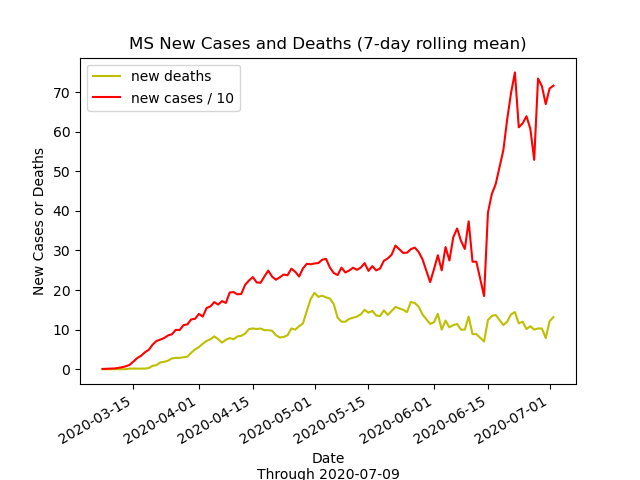 MS New Cases and Deaths (7-day rolling mean)
new deaths
new cases / 10
70
60
50
40
30
20
10
0
New Cases or Deaths
2020-03-15
2020-04-01
2020-04-15
2020-05-01
2020-05-15
2020-06-01
2020-06-15
2020-07-01
Date
Through 2020-07-09